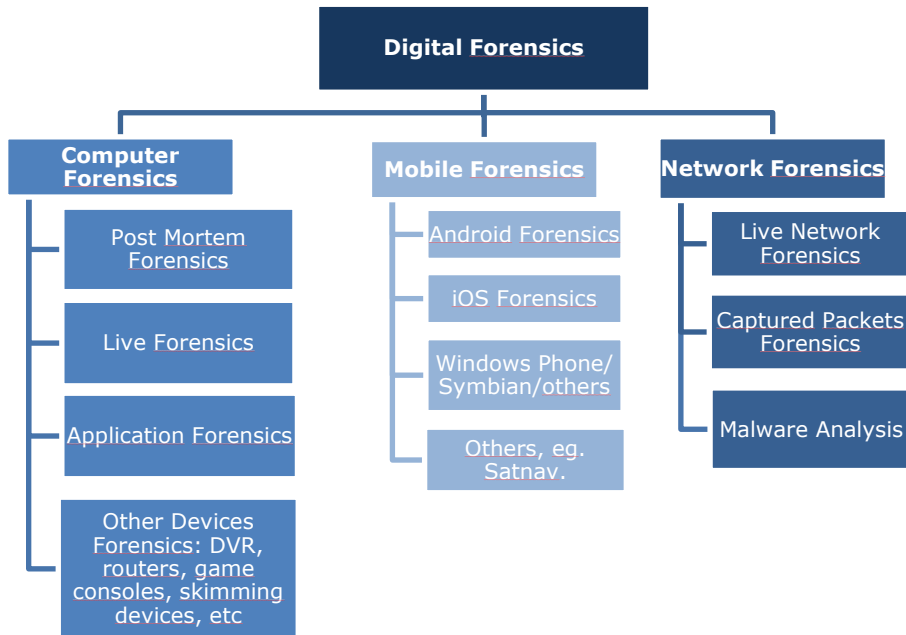 Digital Forensics
Computer
Forensics
Post Mortem
Forensics
Live Forensics
Application Forensics
Other Devices
Forensics: DVR,
routers, game
consoles, skimming
devices, etc
Mobile Forensics
Android Forensics
iOS Forensics
Windows Phone/
Symbian/others
Others, eg.
Satnav.
Network Forensics
Live Network
Forensics
Captured Packets
Forensics
Malware Analysis